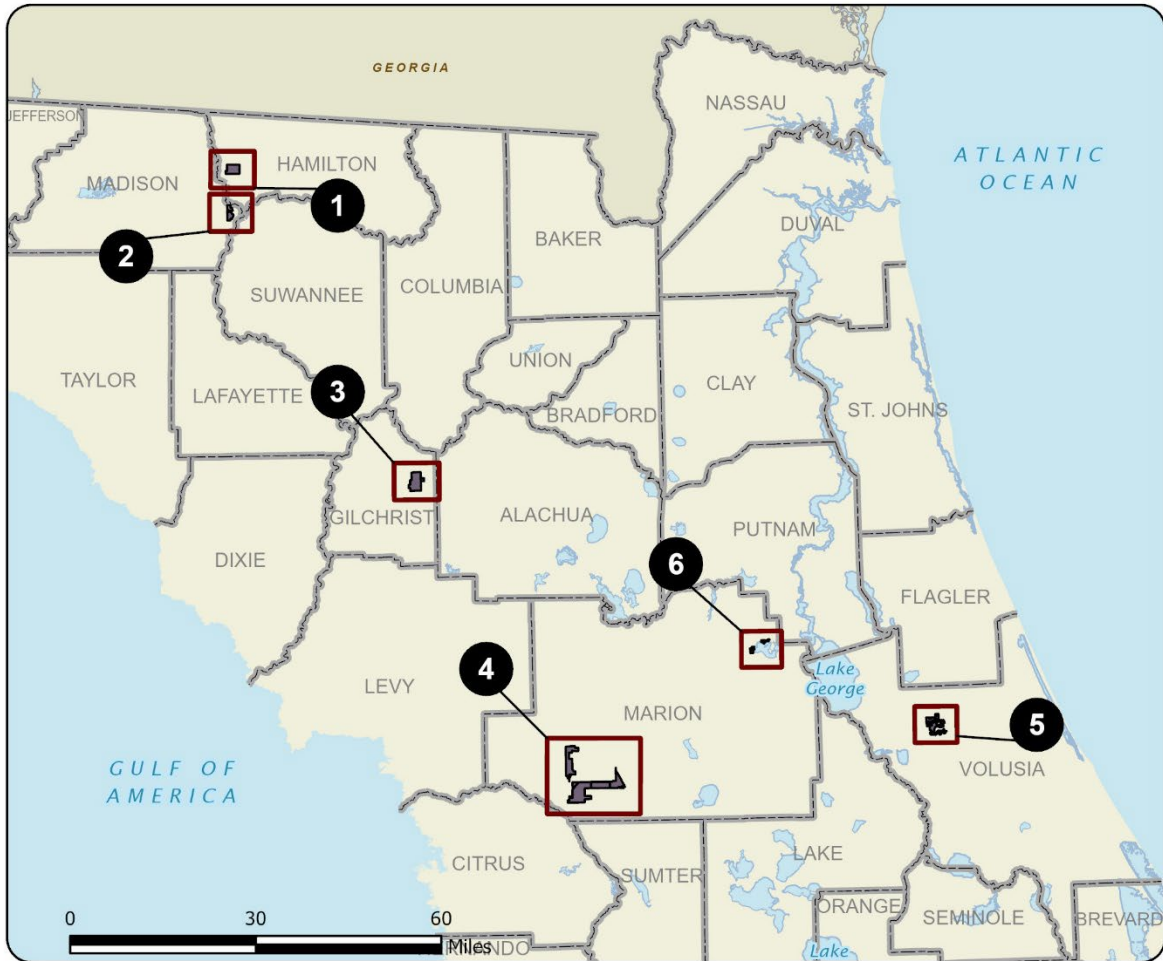 GEORGIA
NASSAU
JEFFERSON
HAMILTON
ATLANTIC
OCEAN
MADISON
1
DUVAL
2
BAKER
COLUMBIA
SUWANNEE
UNION
TAYLOR
3
CLAY
LAFAYETTE
BRADFORD
ST. JOHNS
GILCHRIST
ALACHUA
PUTNAM
DIXIE
6
FLAGLER
4
Lake
George
LEVY
MARION
5
GULF OF
AMERICA
VOLUSIA
CITRUS
LAKE
SUMTER
ORANGE
SEMINOLE
BREVARD
0 30 60
Miles
Lake